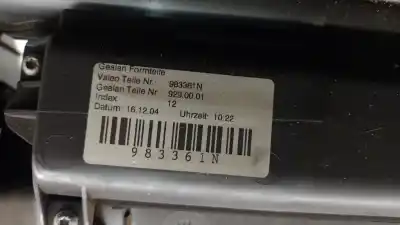 Geslan Formteile
Valeo Teile Nr. 983361N
Geslan Teile Nr 929.00.01
Index 12
Datum: 16.12.04 Uhrzeit: 10:22
983361N